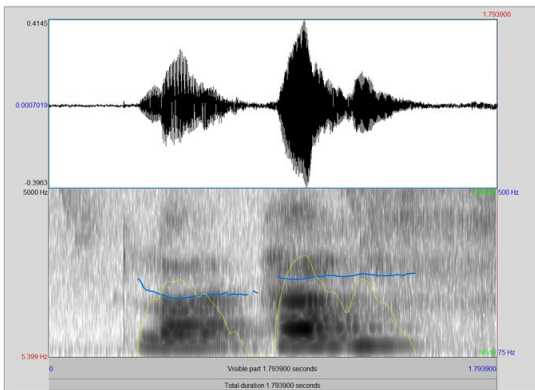 1.793900
0.4145
0.0007019
-0.3963
5000 Hz
500 Hz
5.399 Hz
75 Hz
0
Visible part 1.793900 seconds
1.793900
Total duration 1.793900 seconds